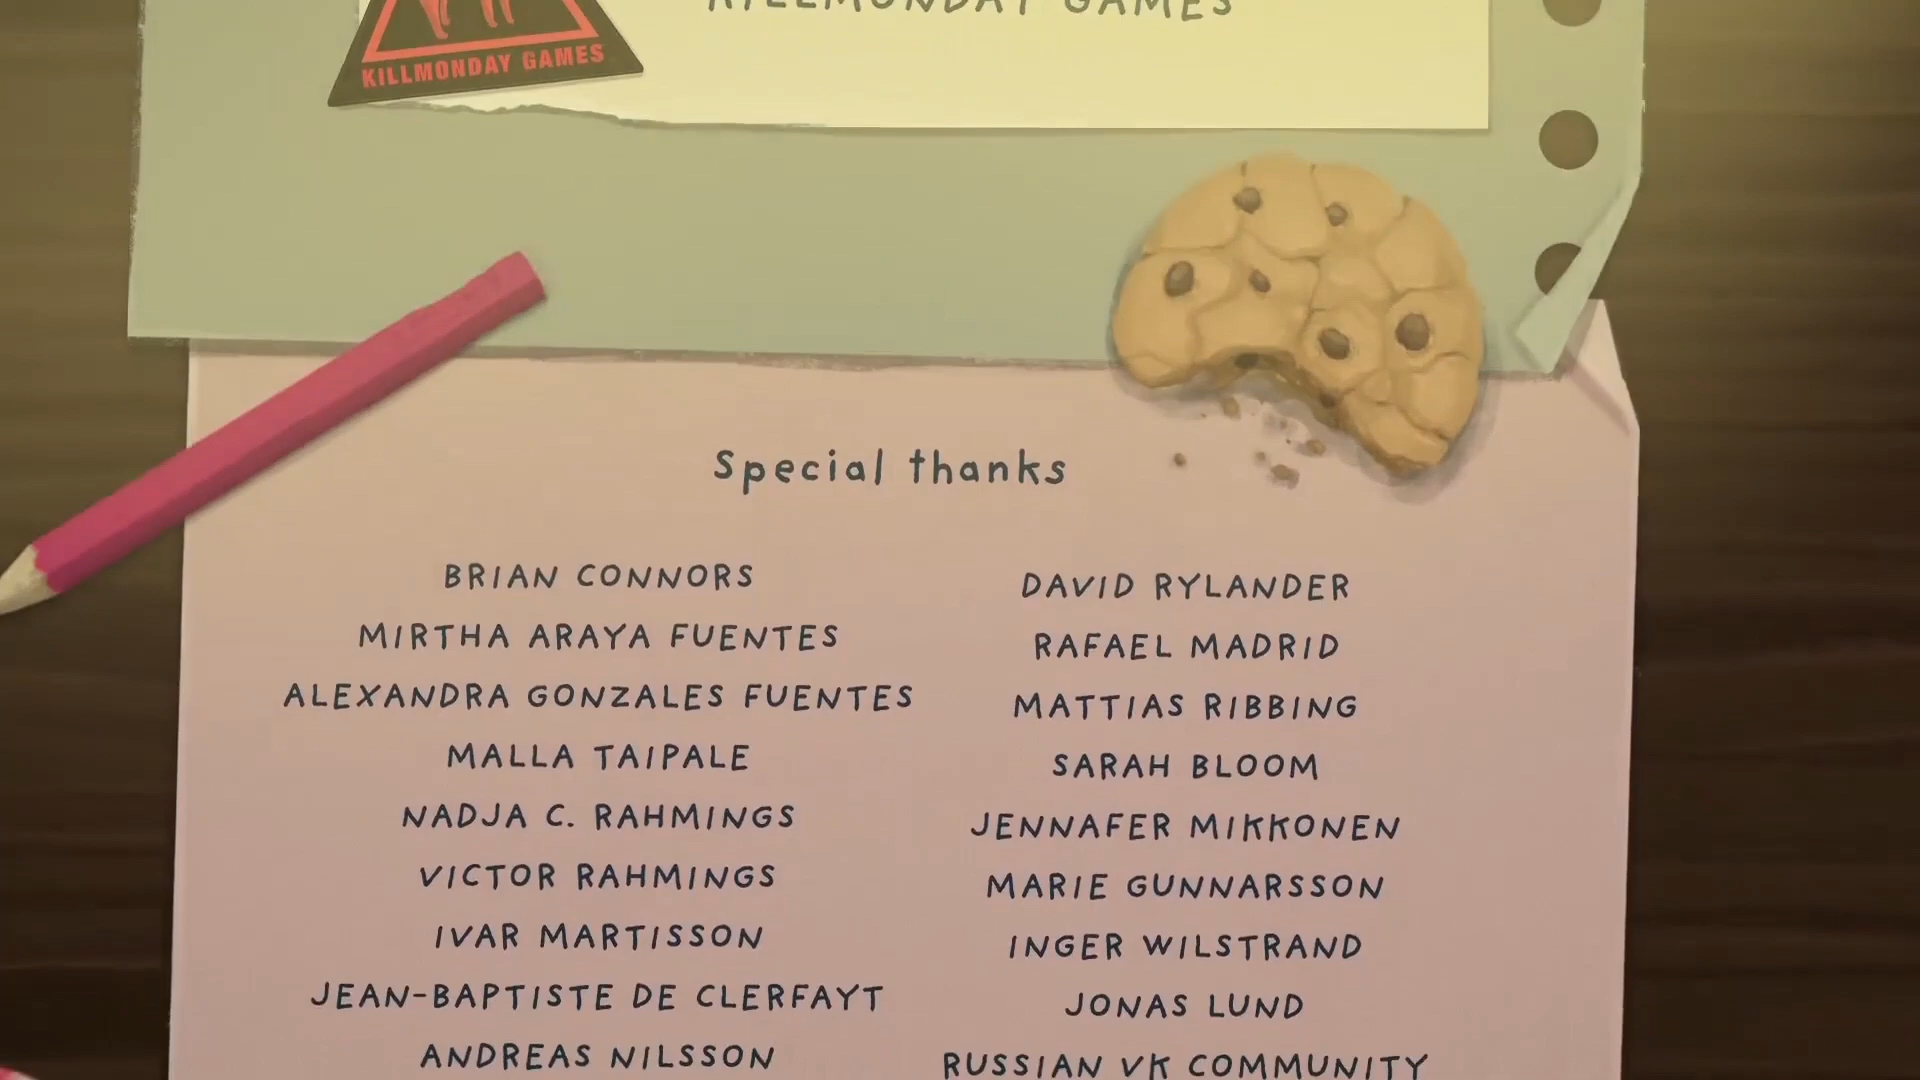 KILLMONDAY GAMES
KILLMONDAY GAMES
Special thanks
BRIAN CONNORS
MIRTHA ARAYA FUENTES
ALEXANDRA GONZALES FUENTES
MALLA TAIPALE
NADJA C. RAHMINGS
VICTOR RAHMINGS
IVAR MARTISSON
JEAN-BAPTISTE DE CLERFAYT
ANDREAS NILSSON
DAVID RYLANDER
RAFAEL MADRID
MATTIAS RIBBING
SARAH BLOOM
JENNAFER MIKKONEN
MARIE GUNNARSSON
INGER WILSTRAND
JONAS LUND
RUSSIAN VK COMMUNITY